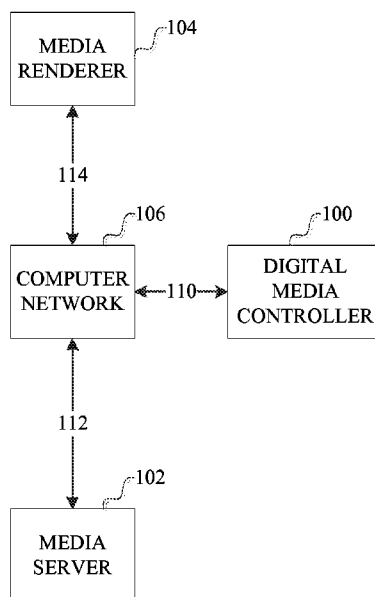 MEDIA
RENDERER
104
114
106
COMPUTER
NETWORK
110
100
DIGITAL
MEDIA
CONTROLLER
112
102
MEDIA
SERVER